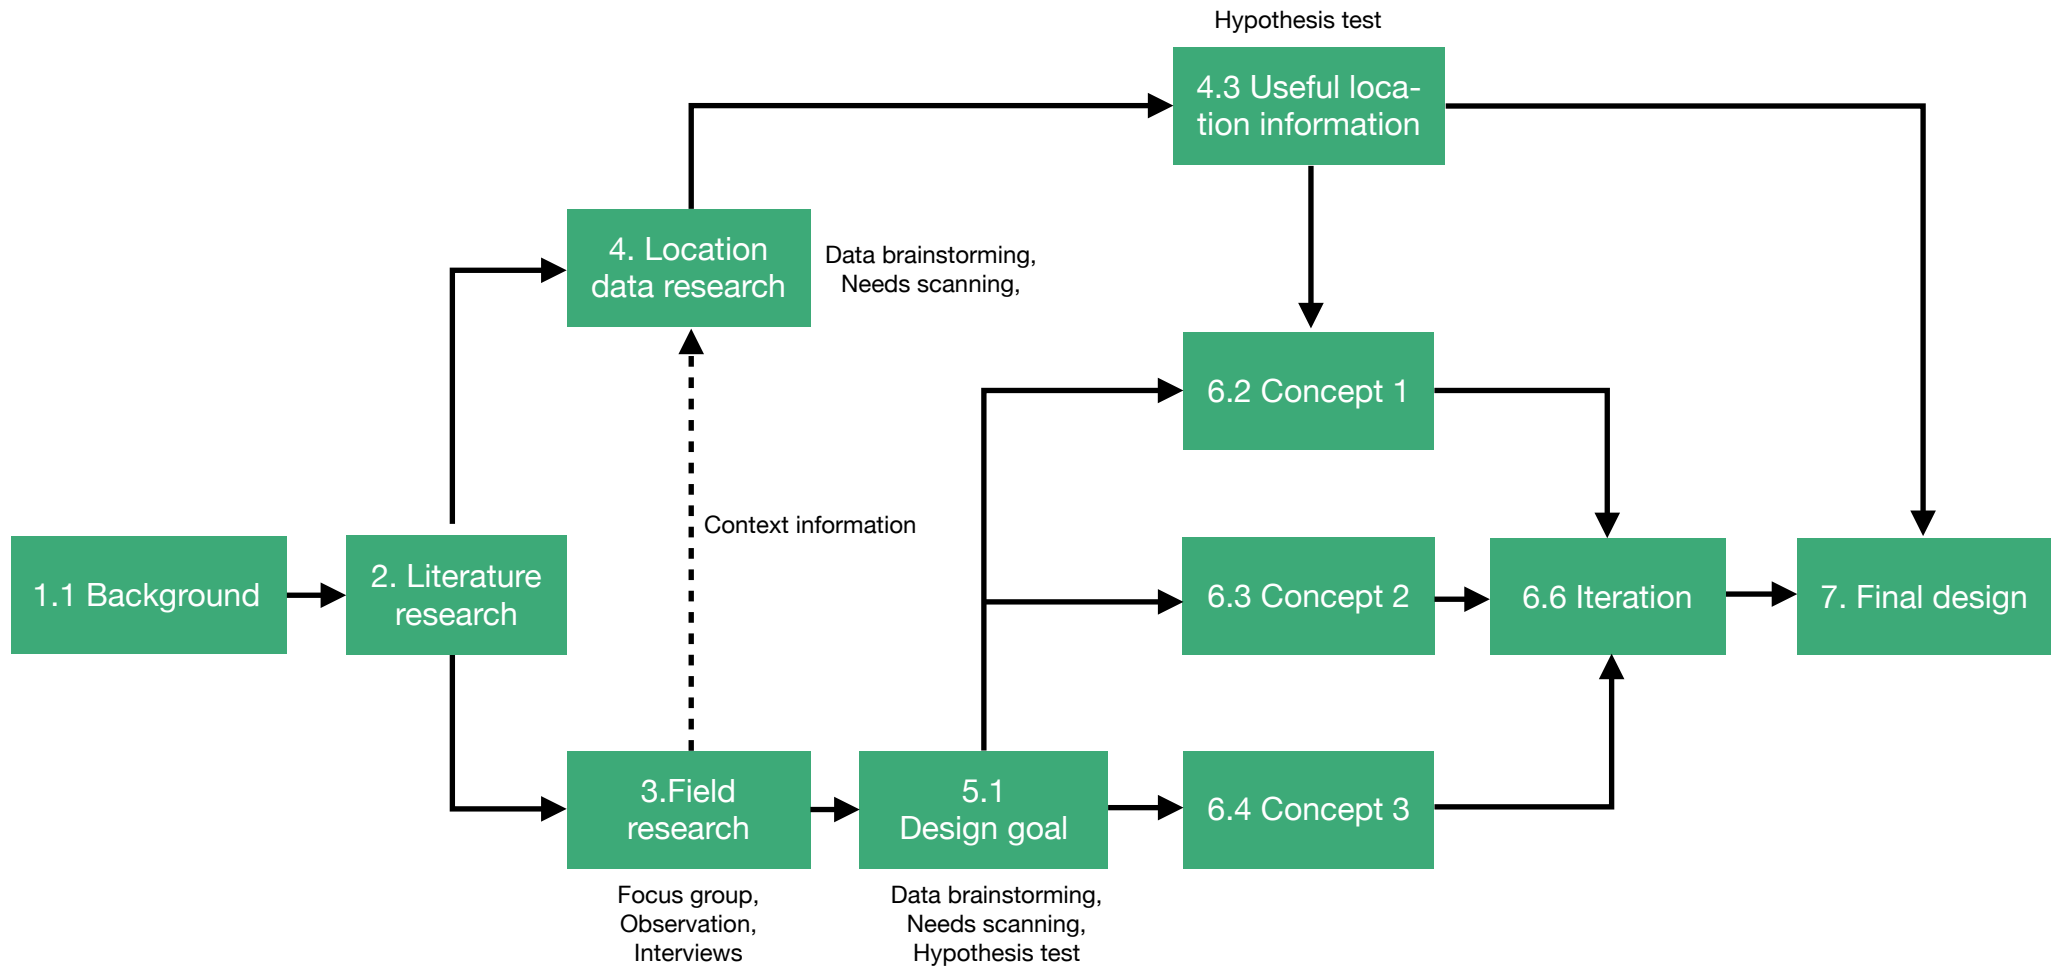 Hypothesis test
4.3 Useful loca-
tion information
4. Location
data research
Data brainstorming,
Needs scanning,
6.2 Concept 1
Context information
1.1 Background
2. Literature
research
6.3 Concept 2
6.6 Iteration
7. Final design
3.Field
research
5.1
Design goal
6.4 Concept 3
Focus group,
Observation,
Interviews
Data brainstorming,
Needs scanning,
Hypothesis test